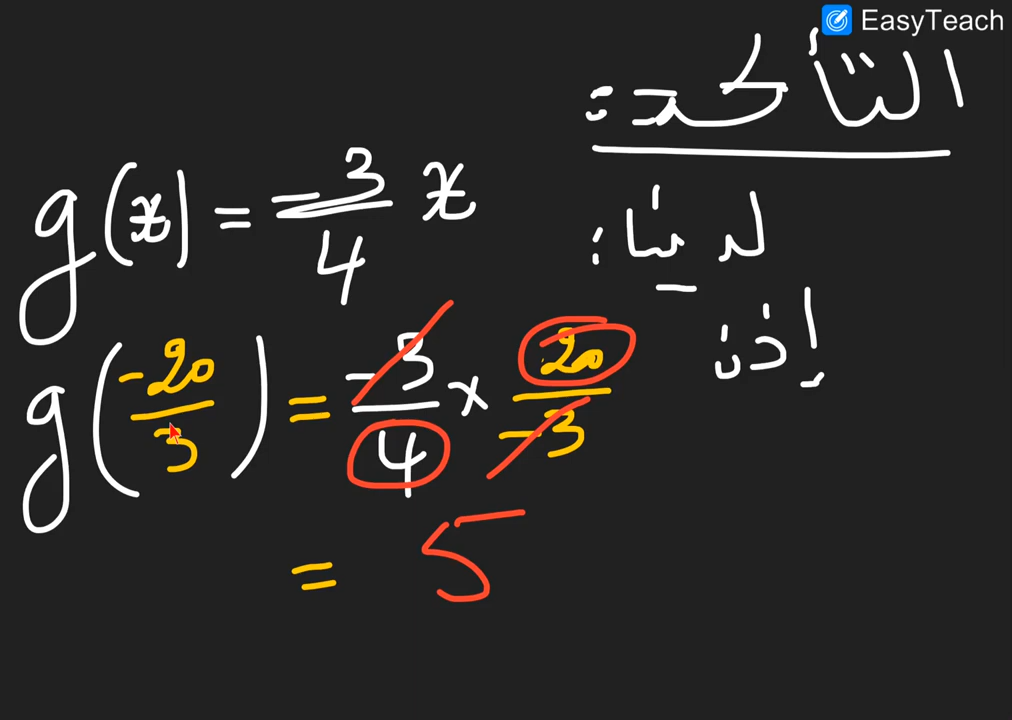 EasyTeach
التأكد:
لدينا:
g(x) = -3/4 x
إذن
g(-20/3) = -3/4 × 20/-3
= 5